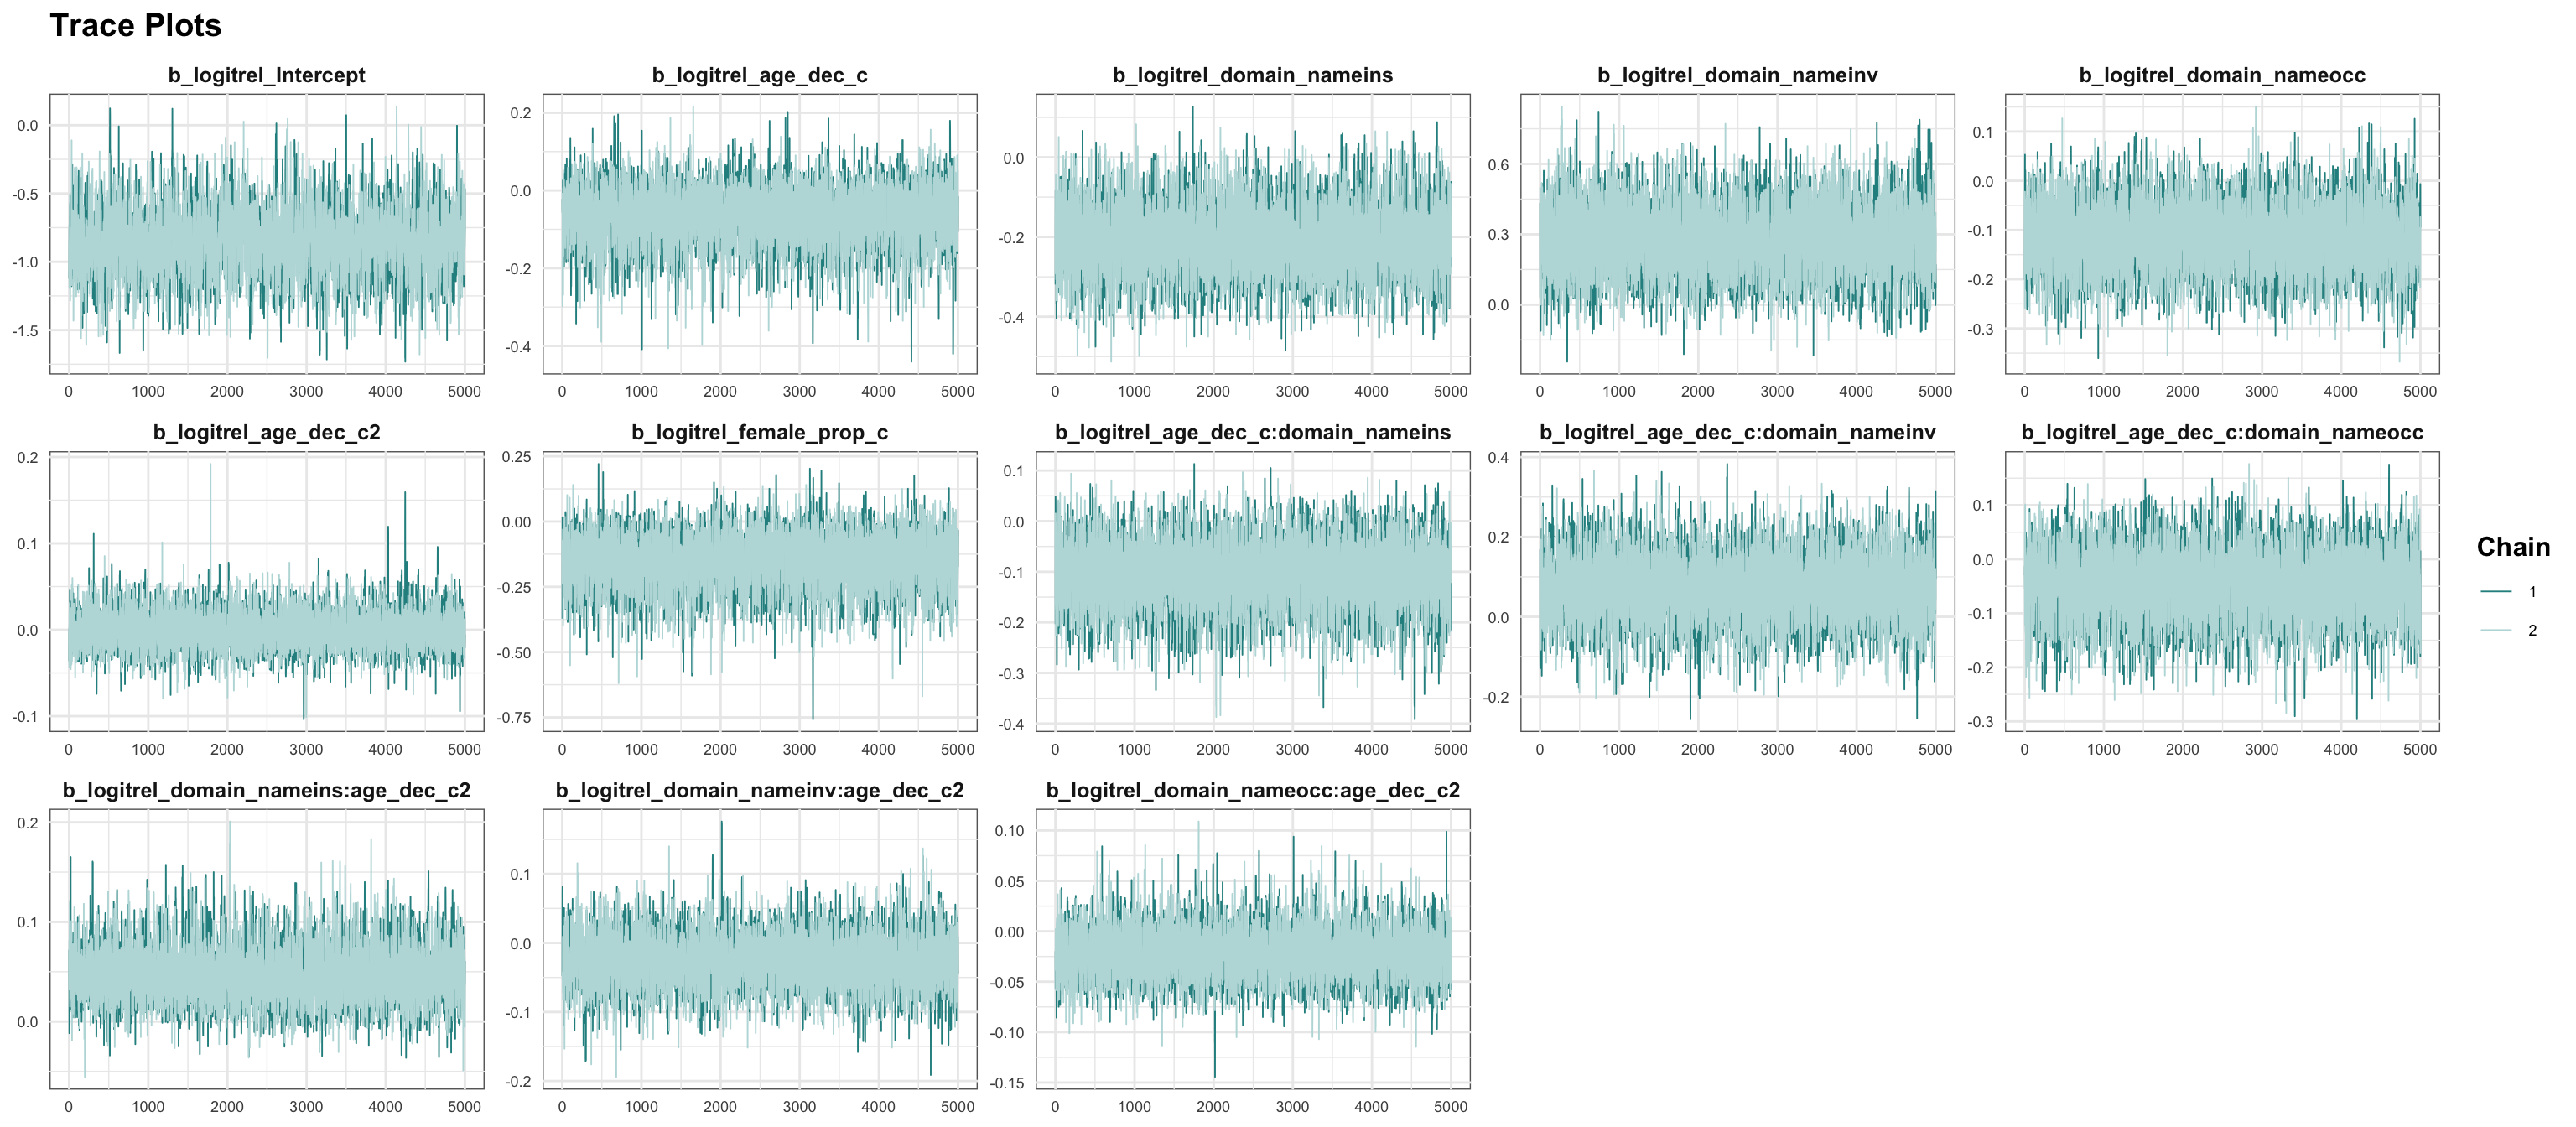 Trace Plots
b_logitrel_Intercept b_logitrel_age_dec_c b_logitrel_domain_nameins b_logitrel_domain_nameinv b_logitrel_domain_nameocc
0.0 -0.5 -1.0 -1.5
0.2 0.0 -0.2 -0.4
0.0 -0.2 -0.4
0.6 0.3 0.0
0.1 0.0 -0.1 -0.2 -0.3
0 1000 2000 3000 4000 5000 0 1000 2000 3000 4000 5000 0 1000 2000 3000 4000 5000 0 1000 2000 3000 4000 5000 0 1000 2000 3000 4000 5000
b_logitrel_age_dec_c2 b_logitrel_female_prop_c b_logitrel_age_dec_c:domain_nameins b_logitrel_age_dec_c:domain_nameinv b_logitrel_age_dec_c:domain_nameocc
0.2 0.1 0.0 -0.1
0.25 0.00 -0.25 -0.50 -0.75
0.1 0.0 -0.1 -0.2 -0.3 -0.4
0.4 0.2 0.0 -0.2
0.1 0.0 -0.1 -0.2 -0.3
0 1000 2000 3000 4000 5000 0 1000 2000 3000 4000 5000 0 1000 2000 3000 4000 5000 0 1000 2000 3000 4000 5000 0 1000 2000 3000 4000 5000
b_logitrel_domain_nameins:age_dec_c2 b_logitrel_domain_nameinv:age_dec_c2 b_logitrel_domain_nameocc:age_dec_c2
0.2 0.1 0.0
0.1 0.0 -0.1 -0.2
0.10 0.05 0.00 -0.05 -0.10 -0.15
0 1000 2000 3000 4000 5000 0 1000 2000 3000 4000 5000 0 1000 2000 3000 4000 5000
Chain
1
2